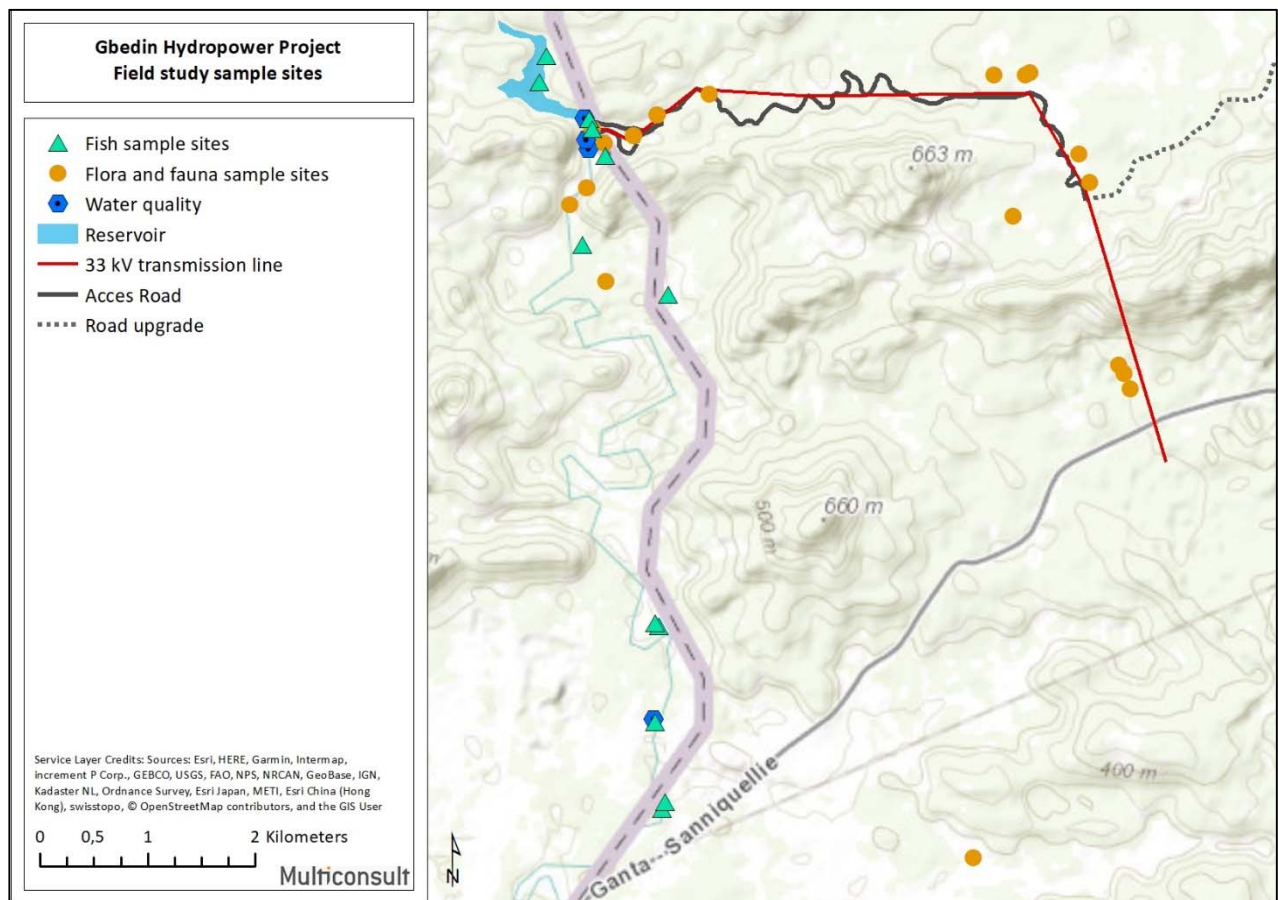 Gbedin Hydropower Project
Field study sample sites
Fish sample sites
Flora and fauna sample sites
Water quality
Reservoir
33 kV transmission line
Acces Road
Road upgrade
Service Layer Credits: Sources: Esri, HERE, Garmin, Intermap,
increment P Corp., GEBCO, USGS, FAO, NPS, NRCAN, GeoBase, IGN,
Kadaster NL, Ordnance Survey, Esri Japan, METI, Esri China (Hong
Kong), swisstopo, © OpenStreetMap contributors, and the GIS User
0 0,5 1 2 Kilometers
Multiconsult
663 m
660 m
500 m
m
400 m
Ganta--Sanniquellie
N